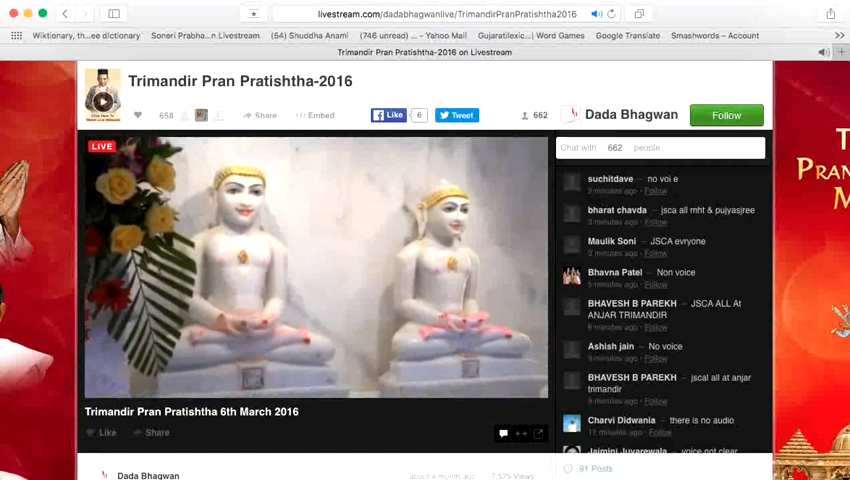 livestream.com/dadabhagwanlive/TrimandirPranPratishtha2016
Wiktionary, th...ee dictionary Soneri Prabha...n.Livestream (54) Shuddha Anami (746 unread) ... – Yahoo Mail Gujaratilexic...| Word Games Google Translate Smashwords – Account
Trimandir Pran Pratishtha-2016 on Livestream
Trimandir Pran Pratishtha-2016
658 Share Embed Like 6 Tweet 662 Dada Bhagwan Follow
LIVE
Chat with 662 people
suchitdave – no voi e
2 minutes ago · Follow
bharat chavda – jsca all mht & pujyasjree
3 minutes ago · Follow
Maulik Soni – JSCA evryone
3 minutes ago · Follow
Bhavna Patel – Non voice
5 minutes ago · Follow
BHAVESH B PAREKH – JSCA ALL At
ANJAR TRIMANDIR
6 minutes ago · Follow
Ashish jain – No voice
9 minutes ago · Follow
BHAVESH B PAREKH – jscal all at anjar
trimandir
9 minutes ago · Follow
Charvi Didwania – there is no audio
11 minutes ago · Follow
Jaimini Juvarewala – voice not clear
91 Posts
Trimandir Pran Pratishtha 6th March 2016
Like Share
Dada Bhagwan about a month ago · 7,575 Views
T
PRAN
M